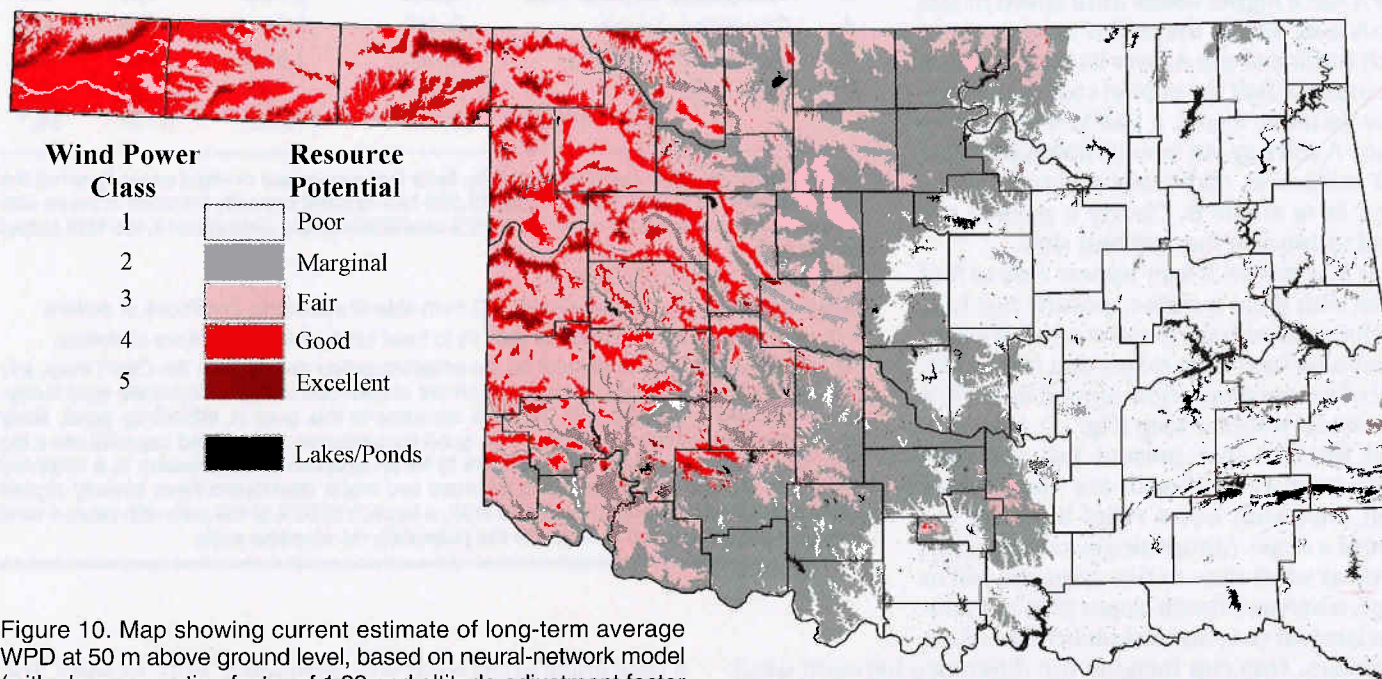 Wind Power Resource
Class Potential
1 Poor
2 Marginal
3 Fair
4 Good
5 Excellent
Lakes/Ponds
Figure 10. Map showing current estimate of long-term average
WPD at 50 m above ground level, based on neural-network model